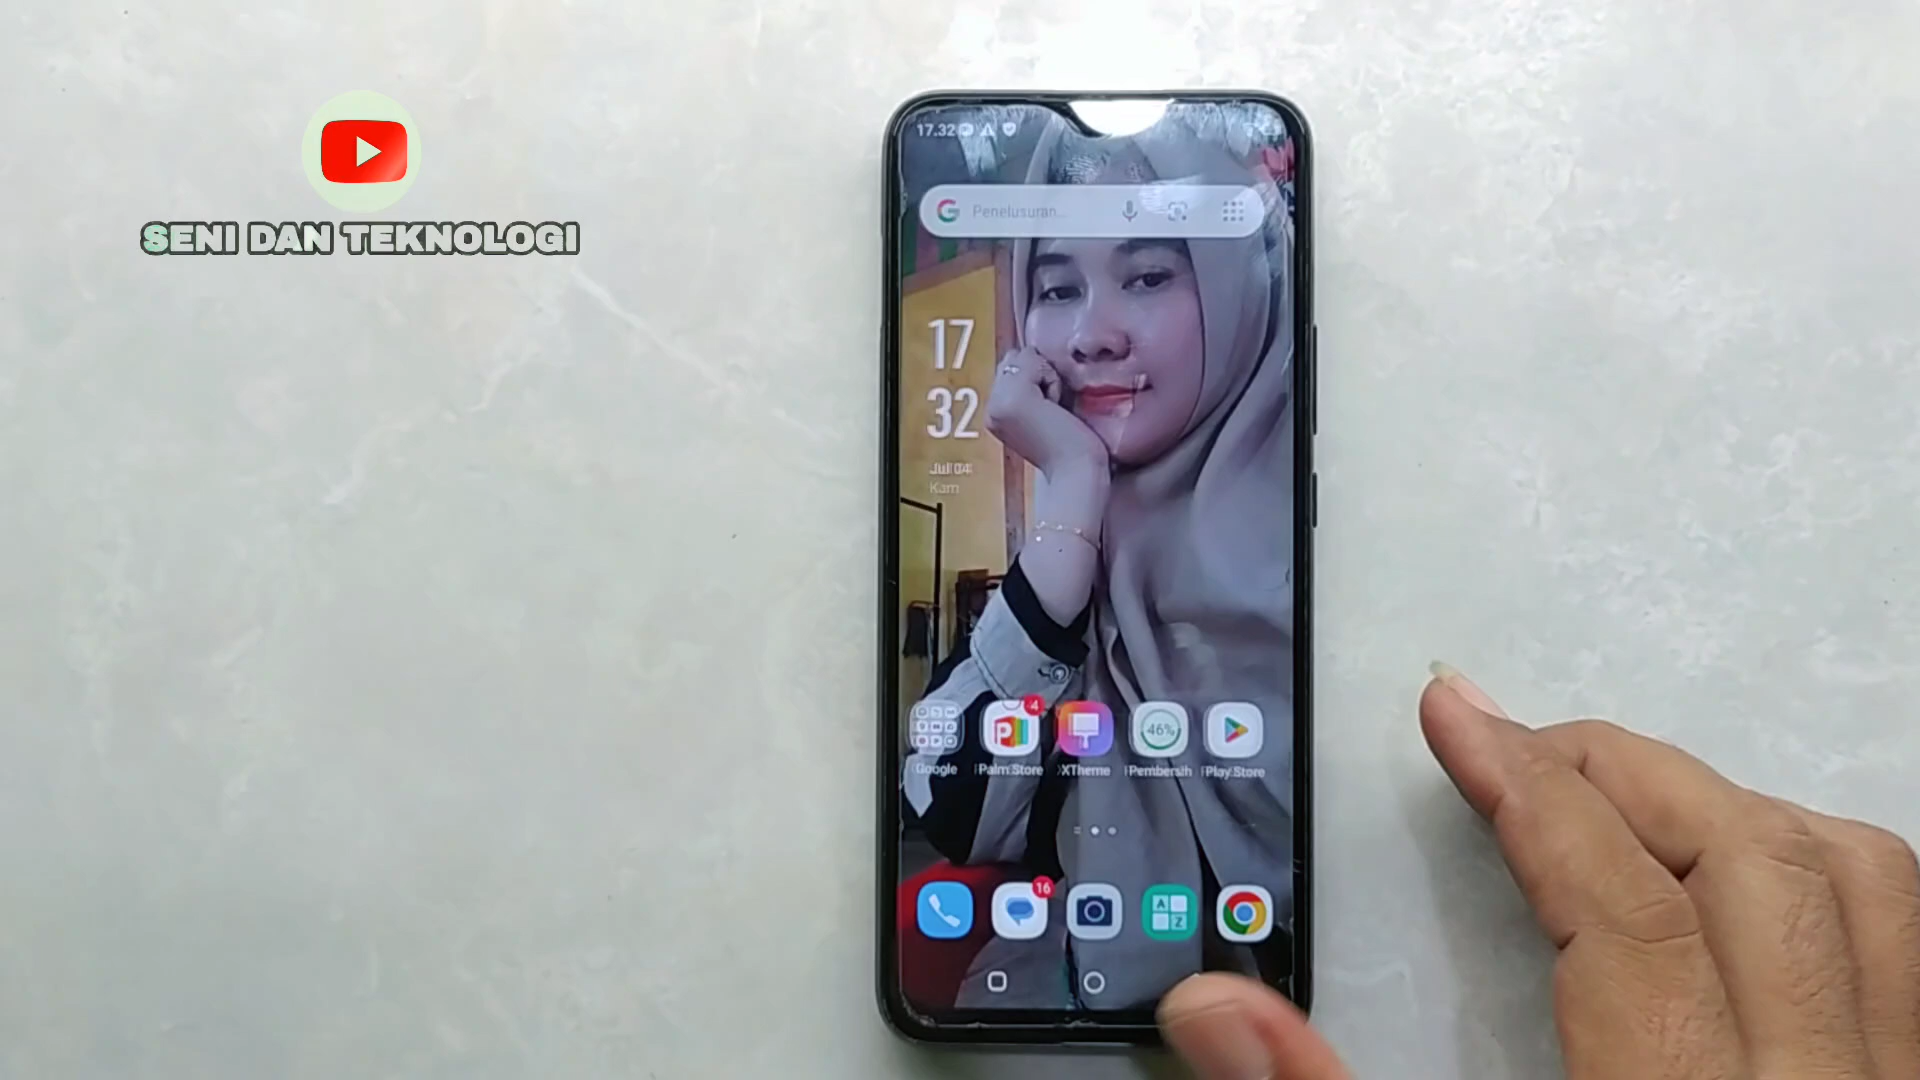 SENI DAN TEKNOLOGI
17.32
Penelusuran...
17
32
Jul 04
Kam
4
46%
Google
Palm Store
XTheme
Pembersih
Play Store
16
A
Z